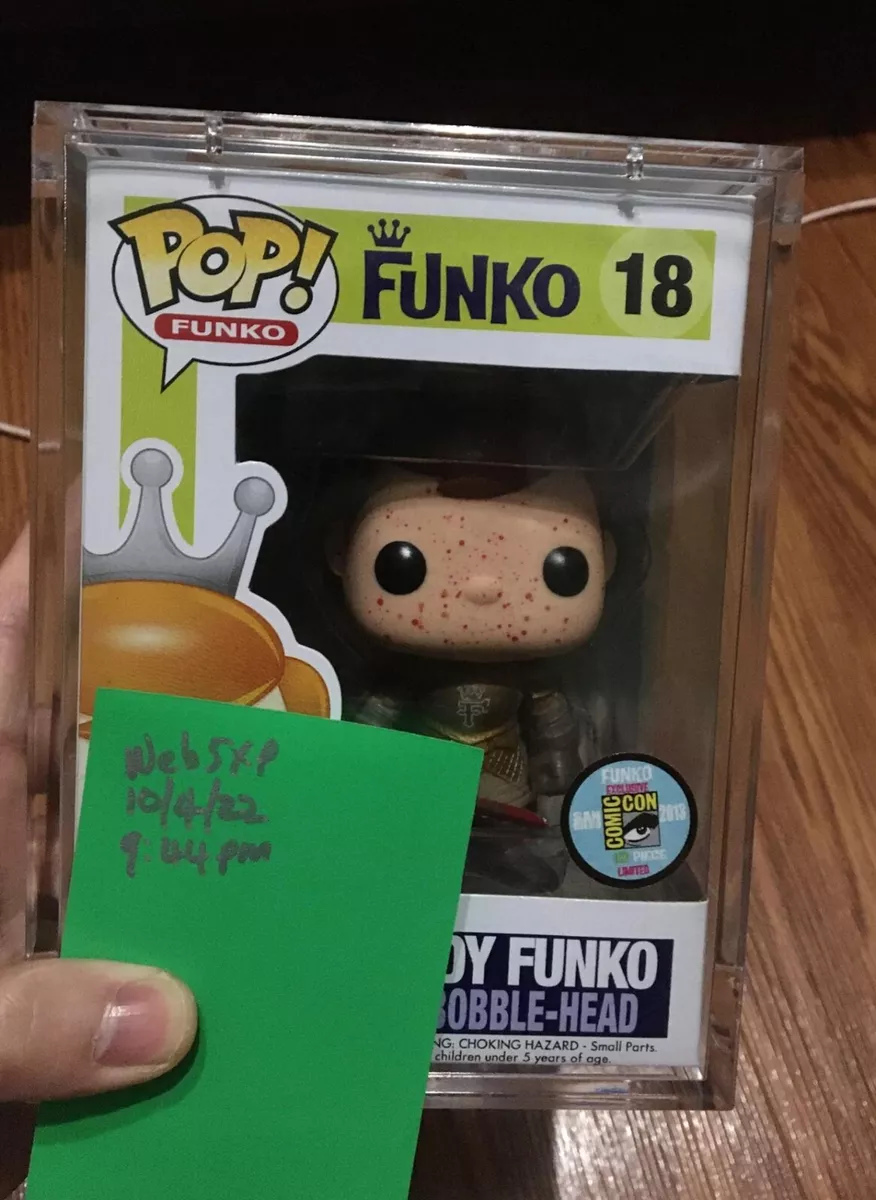 POP!
FUNKO
FUNKO
18
Web5XP
10/4/22
9:44 pm
FUNKO
EXCLUSIVE
SAN COMIC CON 2013
PIECE
LIMITED
DY FUNKO
BOBBLE-HEAD
NG: CHOKING HAZARD - Small Parts.
children under 5 years of age.